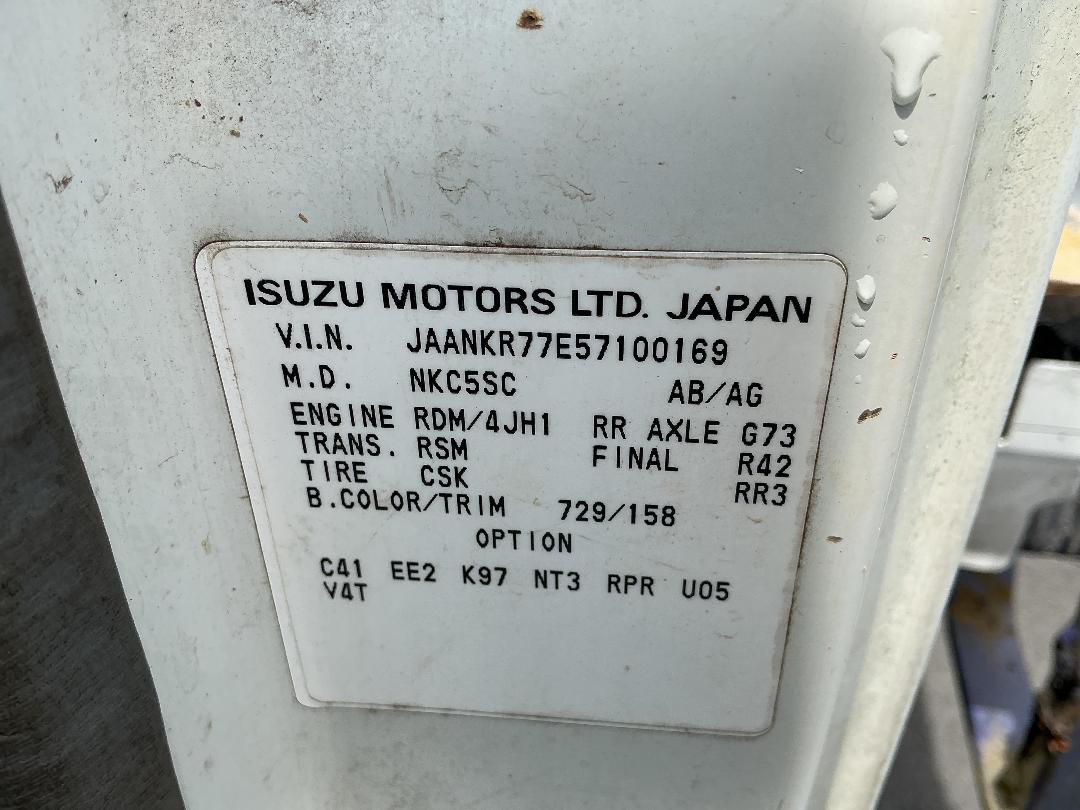 ISUZU MOTORS LTD. JAPAN
V.I.N. JAANKR77E57100169
M.D. NKC5SC AB/AG
ENGINE RDM/4JH1 RR AXLE G73
TRANS. RSM FINAL R42
TIRE CSK RR3
B.COLOR/TRIM 729/158
OPTION
C41 EE2 K97 NT3 RPR U05
V4T